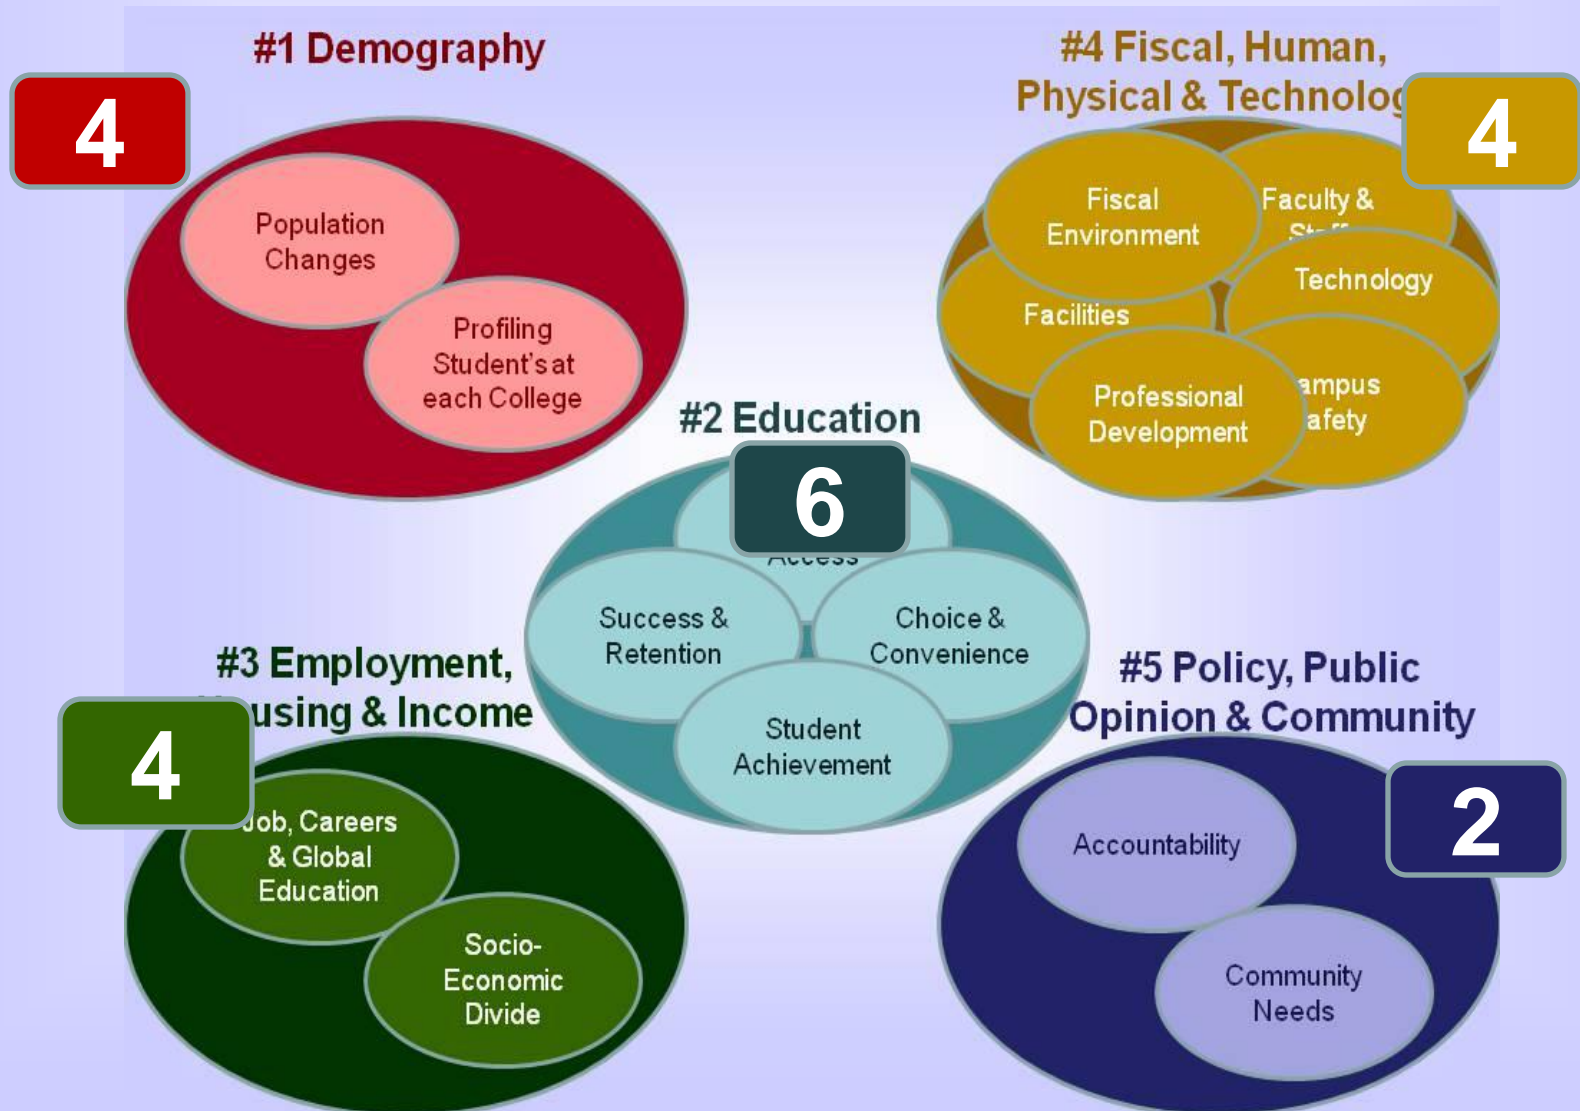 #1 Demography
4
Population
Changes
Profiling
Student's at
each College
#4 Fiscal, Human,
Physical & Technolog
4
Fiscal
Environment
Faculty &
Staff
Technology
Facilities
Professional
Development
ampus
afety
#2 Education
6
Access
Success &
Retention
Choice &
Convenience
Student
Achievement
#3 Employment,
using & Income
4
Job, Careers
& Global
Education
Socio-
Economic
Divide
#5 Policy, Public
Opinion & Community
2
Accountability
Community
Needs